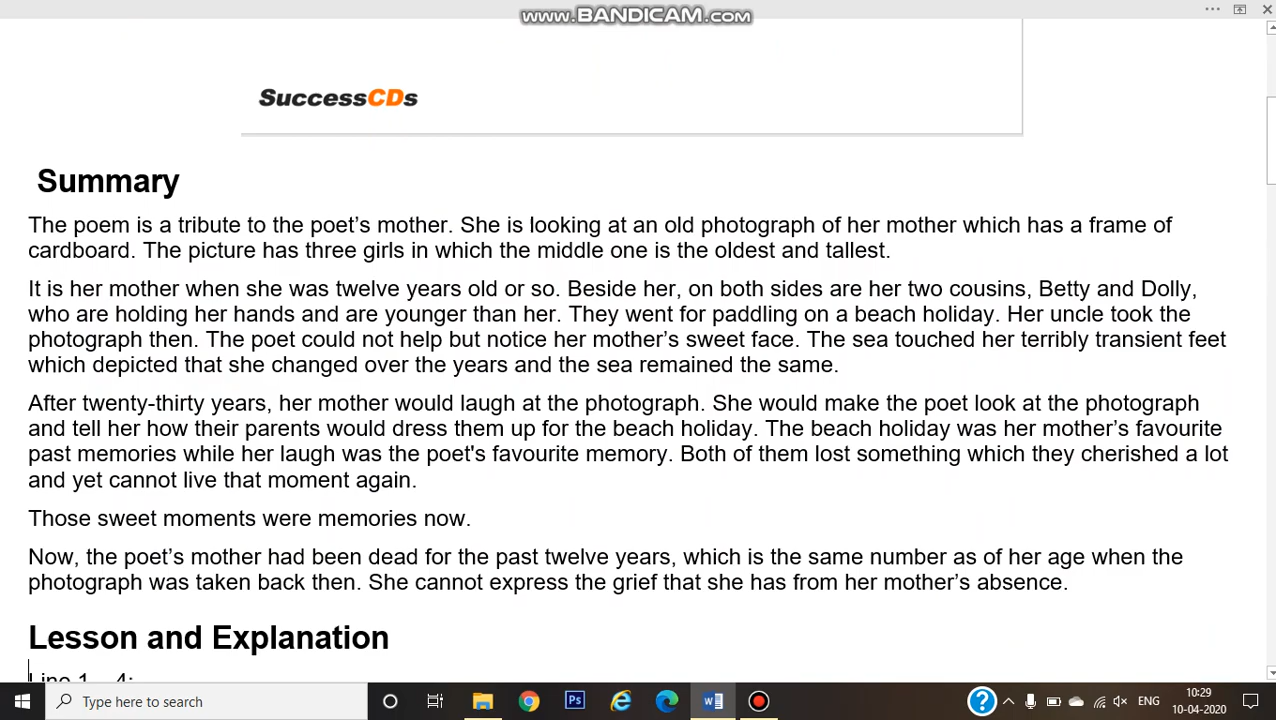 www.BANDICAM.com
SuccessCDs
Summary
The poem is a tribute to the poet’s mother. She is looking at an old photograph of her mother which has a frame of
cardboard. The picture has three girls in which the middle one is the oldest and tallest.
It is her mother when she was twelve years old or so. Beside her, on both sides are her two cousins, Betty and Dolly,
who are holding her hands and are younger than her. They went for paddling on a beach holiday. Her uncle took the
photograph then. The poet could not help but notice her mother’s sweet face. The sea touched her terribly transient feet
which depicted that she changed over the years and the sea remained the same.
After twenty-thirty years, her mother would laugh at the photograph. She would make the poet look at the photograph
and tell her how their parents would dress them up for the beach holiday. The beach holiday was her mother’s favourite
past memories while her laugh was the poet's favourite memory. Both of them lost something which they cherished a lot
and yet cannot live that moment again.
Those sweet moments were memories now.
Now, the poet’s mother had been dead for the past twelve years, which is the same number as of her age when the
photograph was taken back then. She cannot express the grief that she has from her mother’s absence.
Lesson and Explanation
Line 1 – 4:
Type here to search
ENG
10:29
10-04-2020